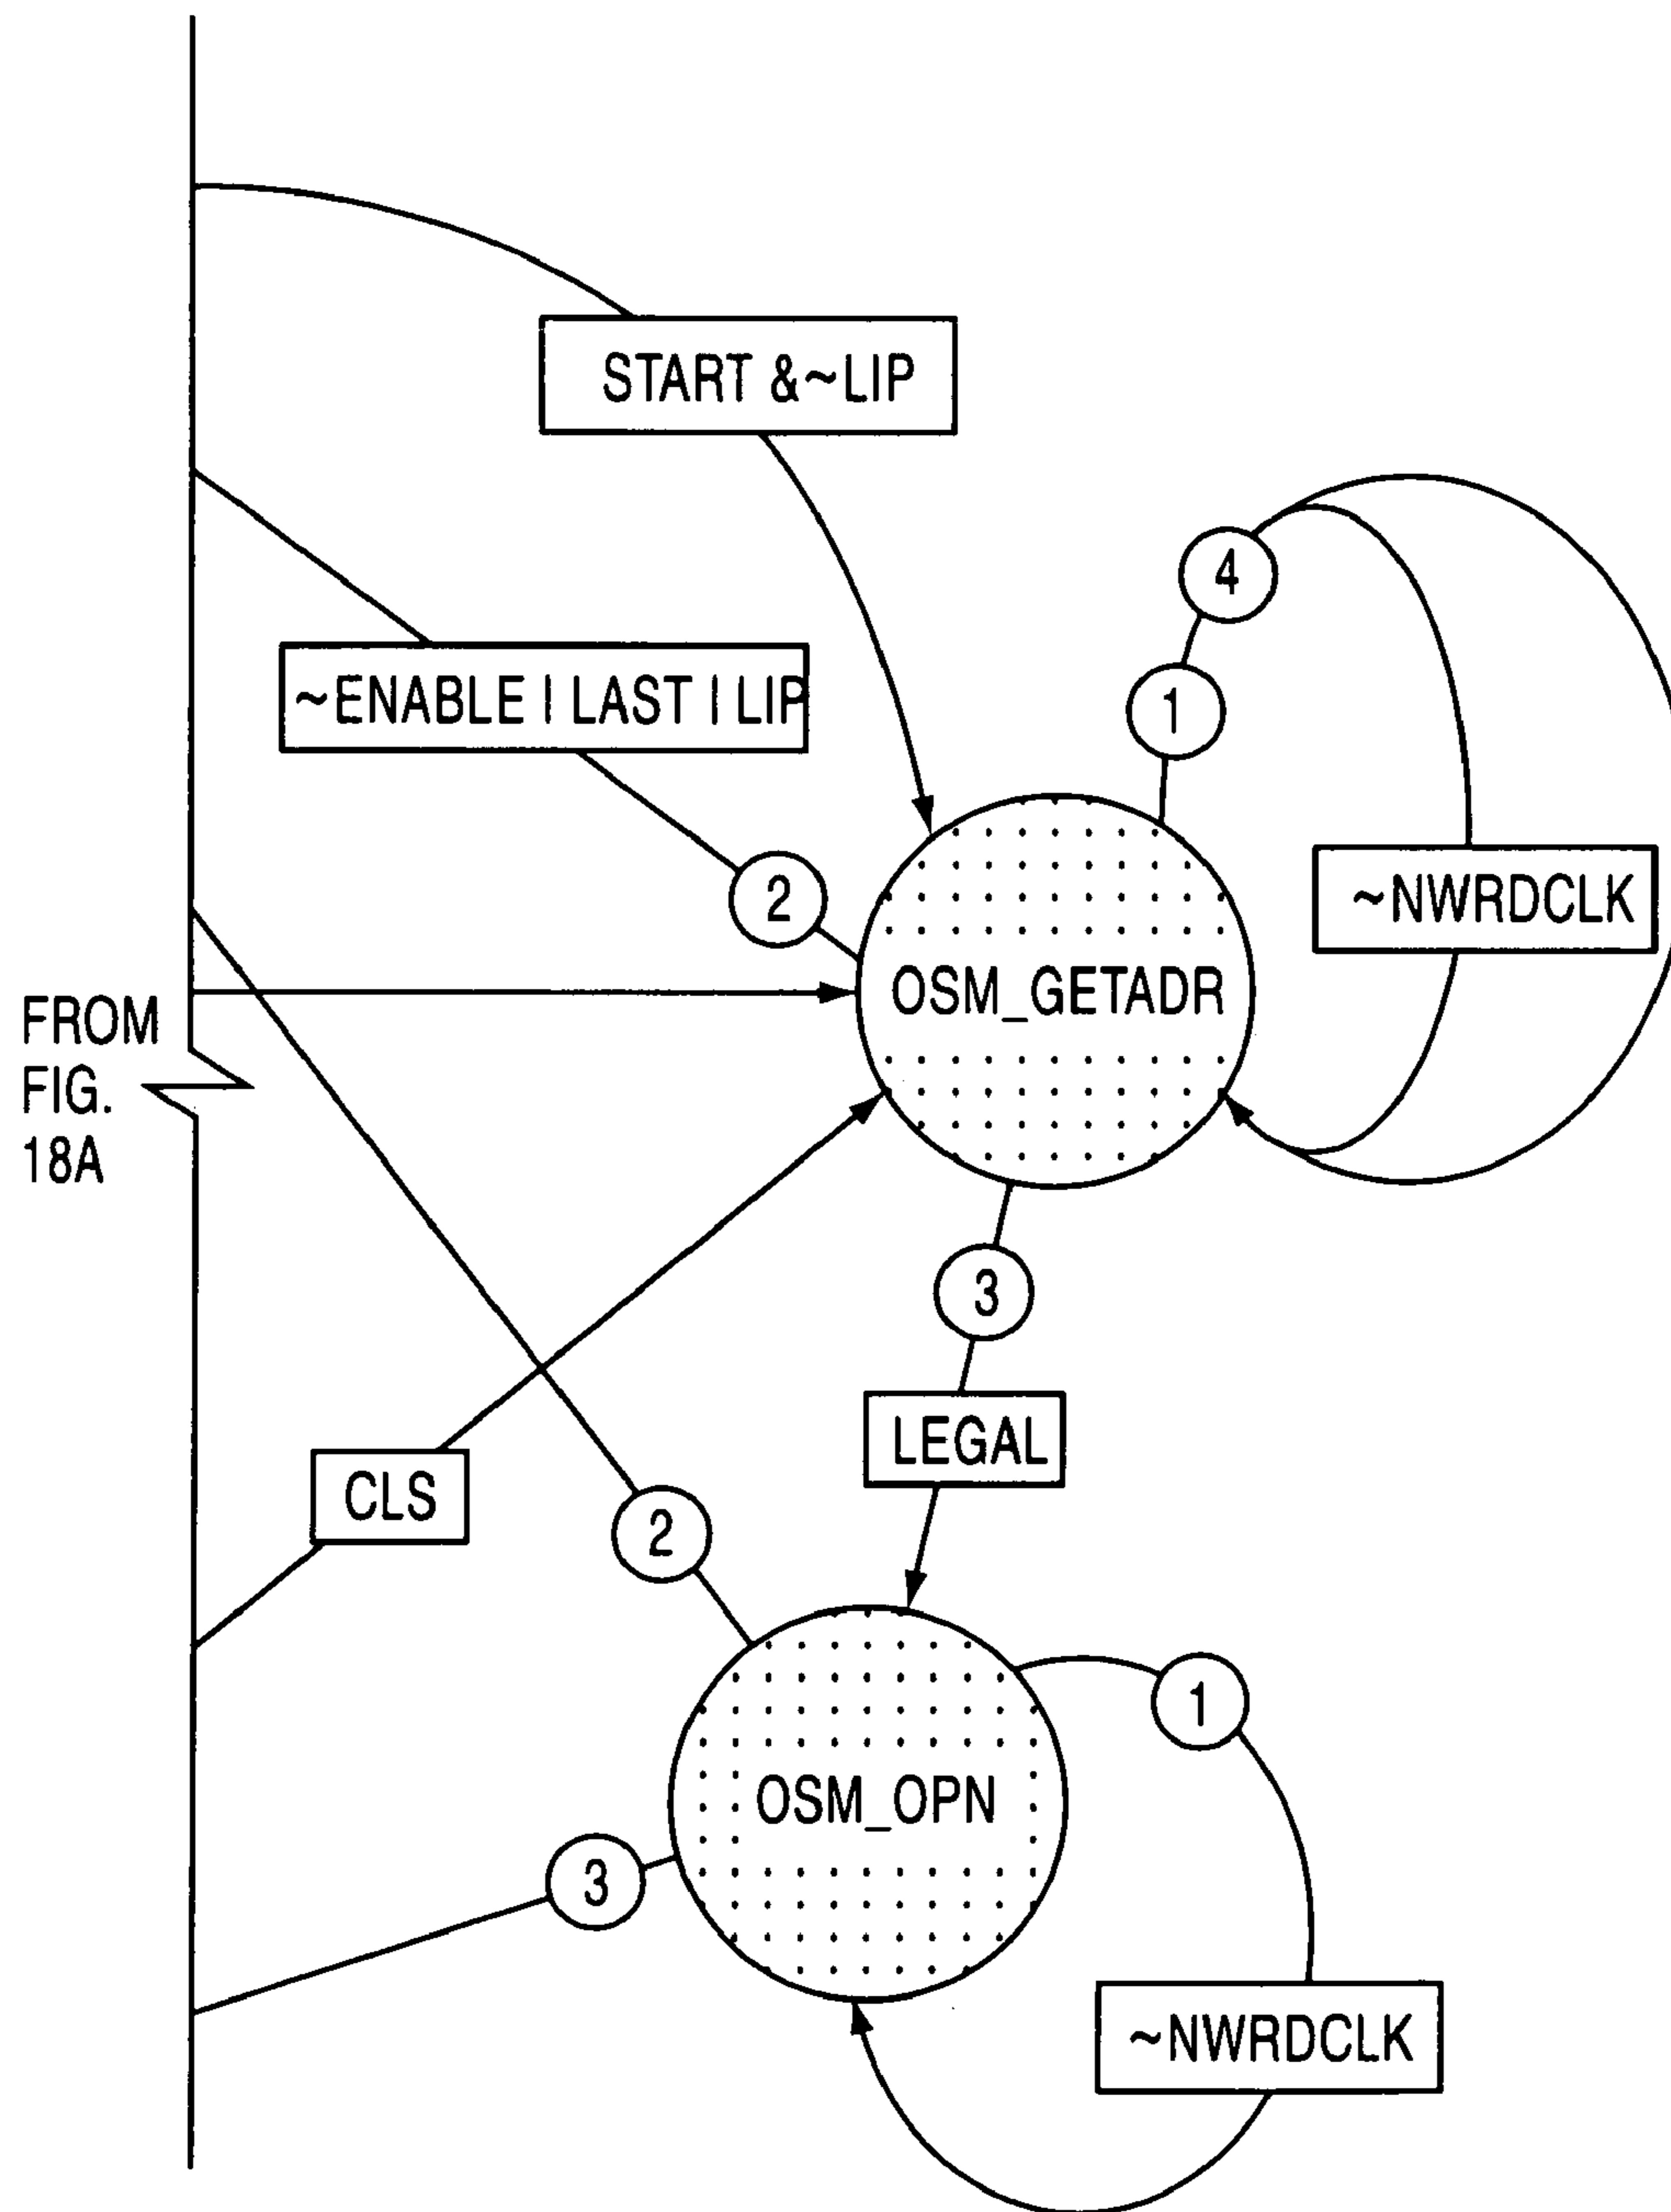 START &~LIP
4
~ENABLE | LAST | LIP
1
2
~NWRDCLK
OSM_GETADR
FROM
FIG.
18A
3
LEGAL
CLS
2
1
OSM_OPN
3
~NWRDCLK